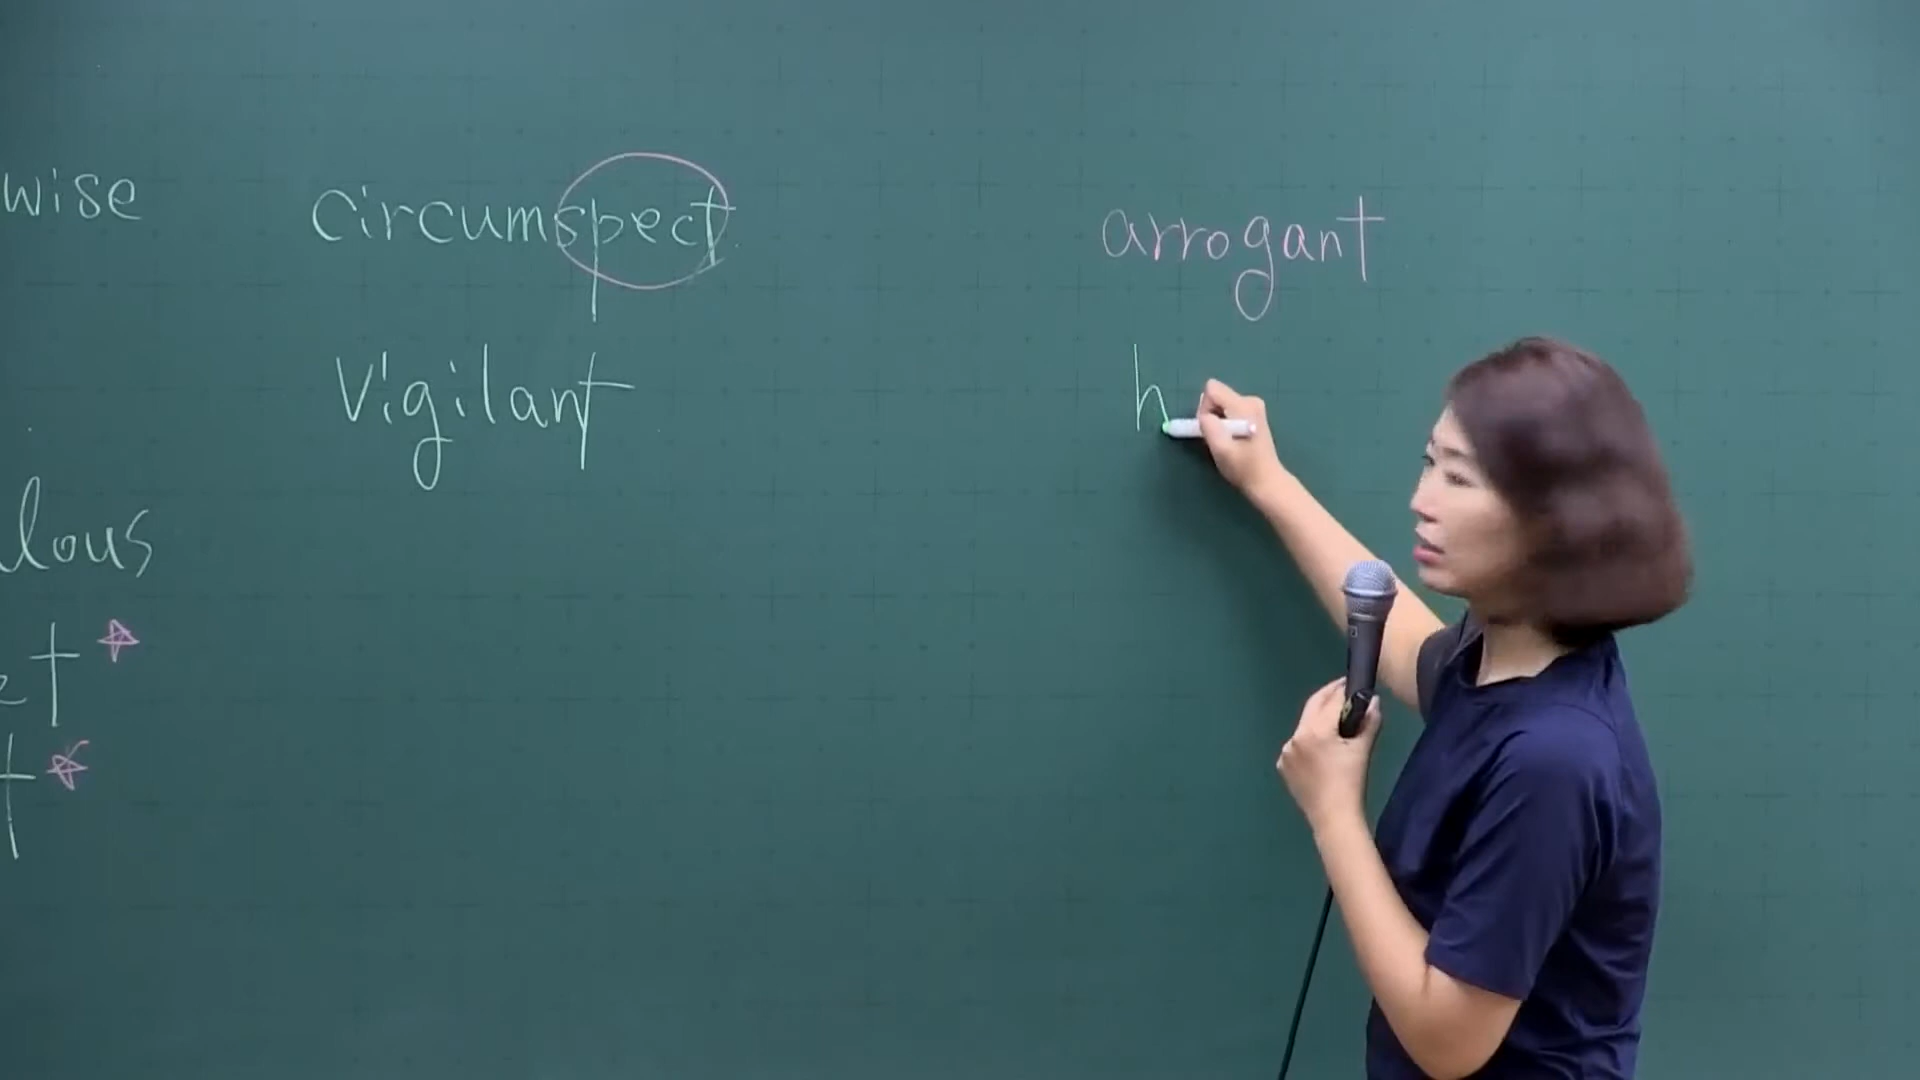 wise
circumspect
vigilant
lous
t
t
arrogant
h